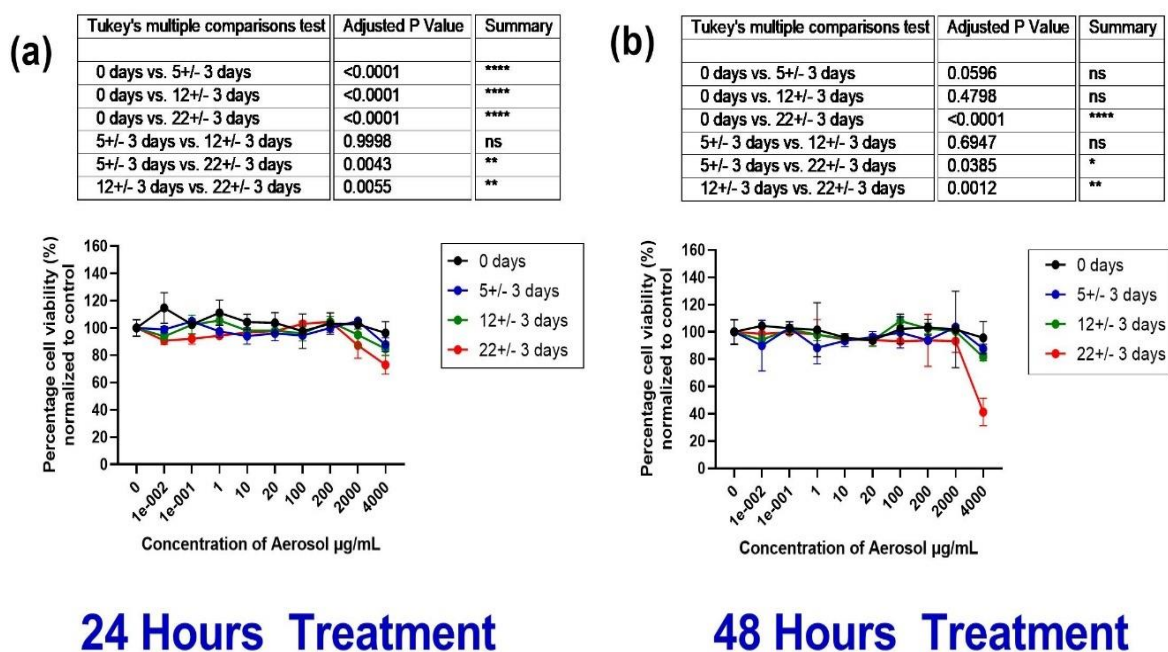 (a)
Tukey's multiple comparisons test Adjusted P Value Summary
0 days vs. 5+/- 3 days <0.0001 ****
0 days vs. 12+/- 3 days <0.0001 ****
0 days vs. 22+/- 3 days <0.0001 ****
5+/- 3 days vs. 12+/- 3 days 0.9998 ns
5+/- 3 days vs. 22+/- 3 days 0.0043 **
12+/- 3 days vs. 22+/- 3 days 0.0055 **
Percentage cell viability (%)
normalized to control
160
140
120
100
80
60
40
20
0
0 1e-002 1e-001 1 10 20 100 200 2000 4000
Concentration of Aerosol µg/mL
0 days
5+/- 3 days
12+/- 3 days
22+/- 3 days
24 Hours Treatment
(b)
Tukey's multiple comparisons test Adjusted P Value Summary
0 days vs. 5+/- 3 days 0.0596 ns
0 days vs. 12+/- 3 days 0.4798 ns
0 days vs. 22+/- 3 days <0.0001 ****
5+/- 3 days vs. 12+/- 3 days 0.6947 ns
5+/- 3 days vs. 22+/- 3 days 0.0385 *
12+/- 3 days vs. 22+/- 3 days 0.0012 **
Percentage cell viability (%)
normalized to control
160
140
120
100
80
60
40
20
0
0 1e-002 1e-001 1 10 20 100 200 2000 4000
Concentration of Aerosol µg/mL
0 days
5+/- 3 days
12+/- 3 days
22+/- 3 days
48 Hours Treatment